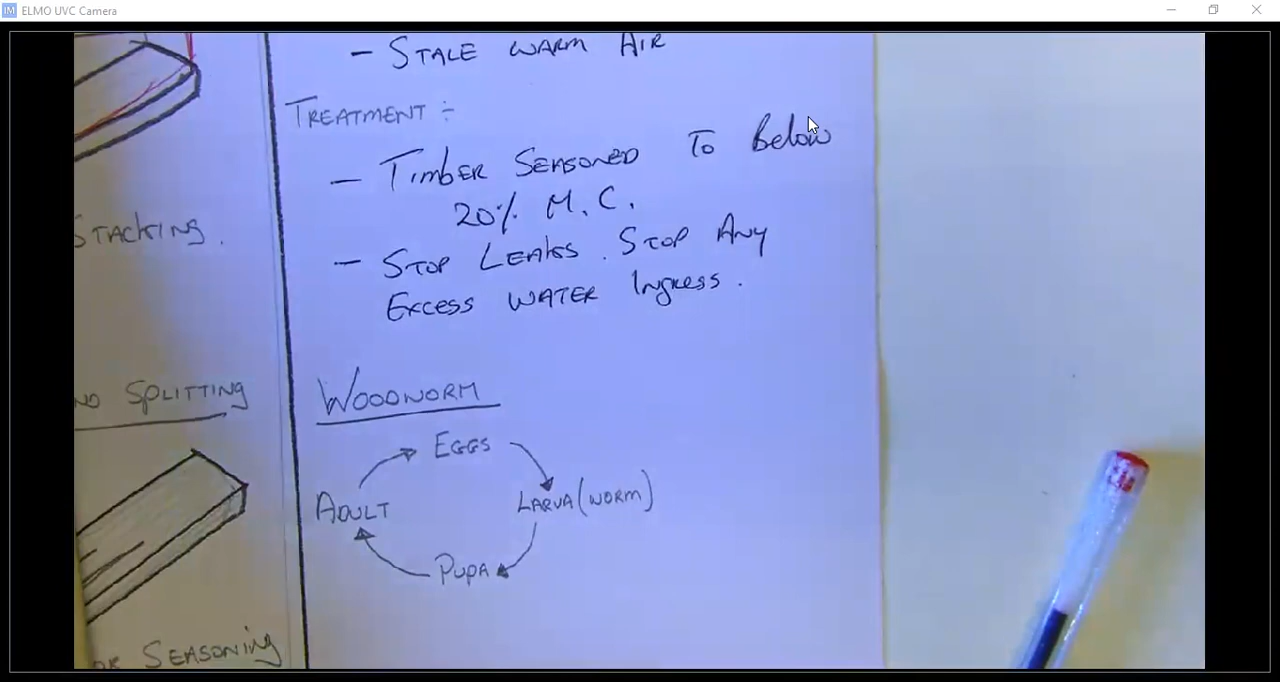 ELMO UVC Camera
- STALE WARM AIR
TREATMENT :-
- TIMBER SEASONED TO Below
20% M.C.
- STOP LEAKS. STOP ANy
EXCESS WATER INgRESS.
STACKING.
SPLITTING
WOODWORM
EGGS
ADULT
LARVA (WORM)
PUPA
SEASONINg